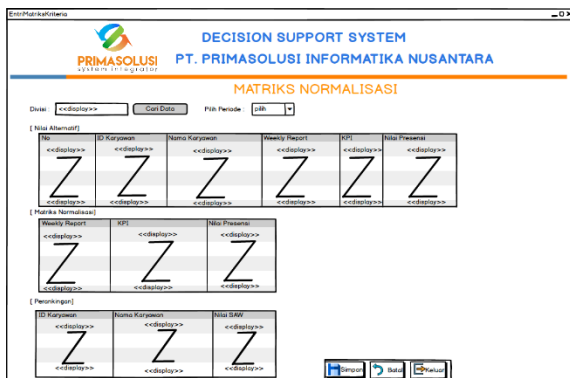 EntriMatriksKriteria
PRIMASOLUSI
system integrator
DECISION SUPPORT SYSTEM
PT. PRIMASOLUSI INFORMATIKA NUSANTARA
MATRIKS NORMALISASI
Divisi : <<display>> Cari Data Pilih Periode : pilih
[ Nilai Alternatif]
No ID Karyawan Nama Karyawan Weekly Report KPI Nilai Presensi
<<display>> <<display>> <<display>> <<display>> <<display>> <<display>>
<<display>> <<display>> <<display>> <<display>> <<display>> <<display>>
[ Matriks Normalisasi]
Weekly Report KPI Nilai Presensi
<<display>> <<display>> <<display>>
<<display>> <<display>> <<display>>
[ Perankingan]
ID Karyawan Nama Karyawan Nilai SAW
<<display>> <<display>> <<display>>
<<display>> <<display>> <<display>>
Simpan Batal Keluar